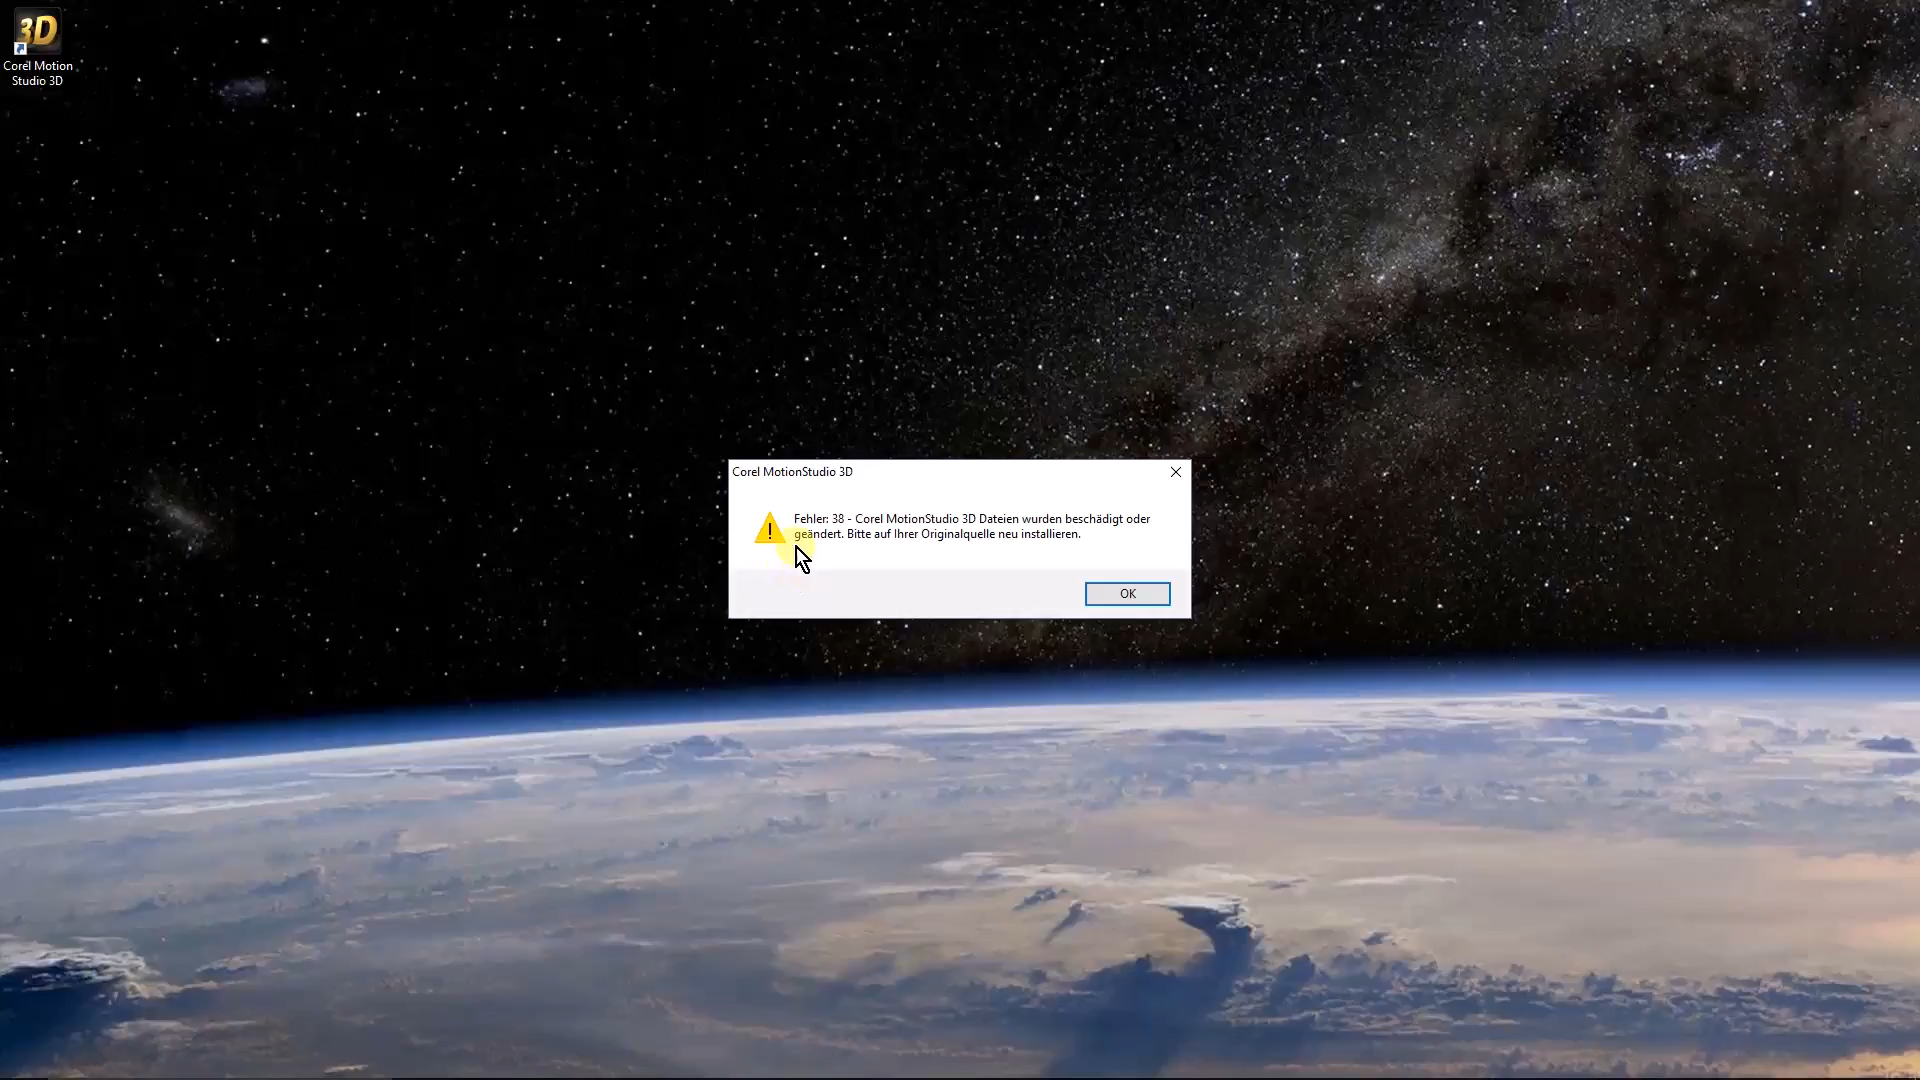 3D
Corel Motion
Studio 3D
Corel MotionStudio 3D
Fehler: 38 - Corel MotionStudio 3D Dateien wurden beschädigt oder
geändert. Bitte auf Ihrer Originalquelle neu installieren.
OK